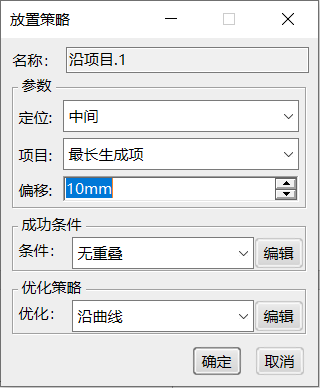 放置策略
名称： 沿项目.1
参数
定位: 中间
项目: 最长生成项
偏移: 10mm
成功条件
条件： 无重叠 编辑
优化策略
优化： 沿曲线 编辑
确定 取消